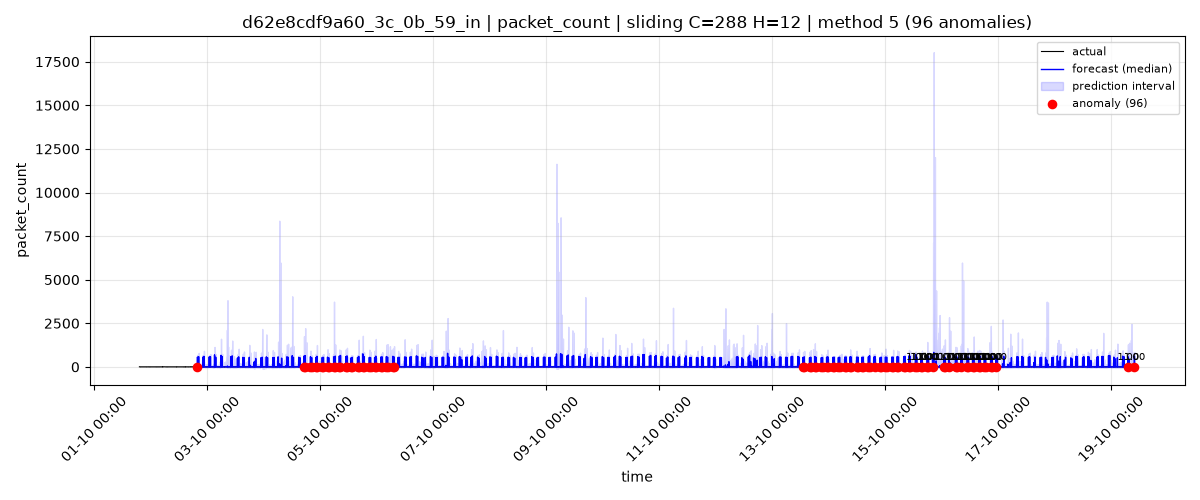 d62e8cdf9a60_3c_0b_59_in | packet_count | sliding C=288 H=12 | method 5 (96 anomalies)
actual
forecast (median)
prediction interval
anomaly (96)
packet_count
17500
15000
12500
10000
7500
5000
2500
0
01-10 00:00
03-10 00:00
05-10 00:00
07-10 00:00
09-10 00:00
11-10 00:00
13-10 00:00
15-10 00:00
17-10 00:00
19-10 00:00
time